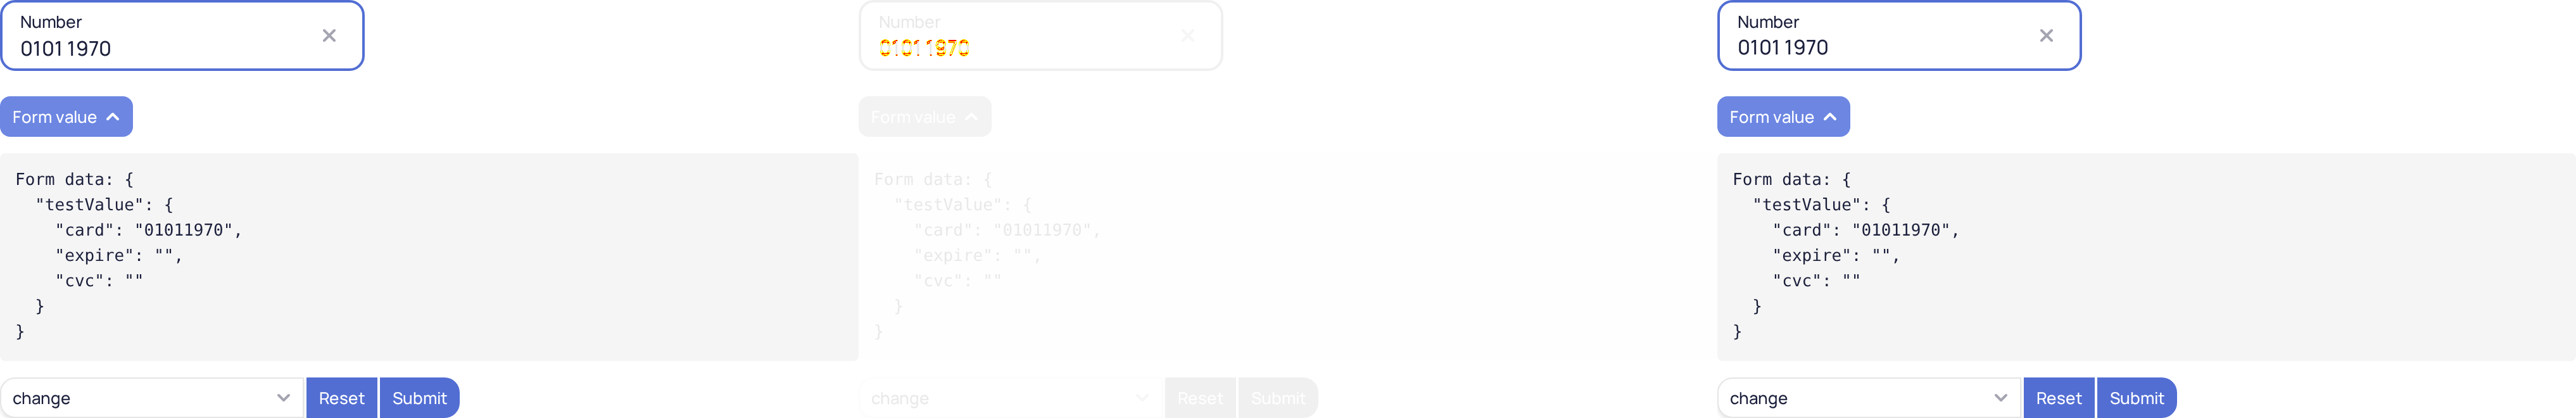 Number
0101 1970
Form value
Form data: {
  "testValue": {
    "card": "01011970",
    "expire": "",
    "cvc": ""
  }
}
change
Reset Submit
Number
0101 1970
Form value
Form data: {
  "testValue": {
    "card": "01011970",
    "expire": "",
    "cvc": ""
  }
}
change
Reset Submit
Number
0101 1970
Form value
Form data: {
  "testValue": {
    "card": "01011970",
    "expire": "",
    "cvc": ""
  }
}
change
Reset Submit